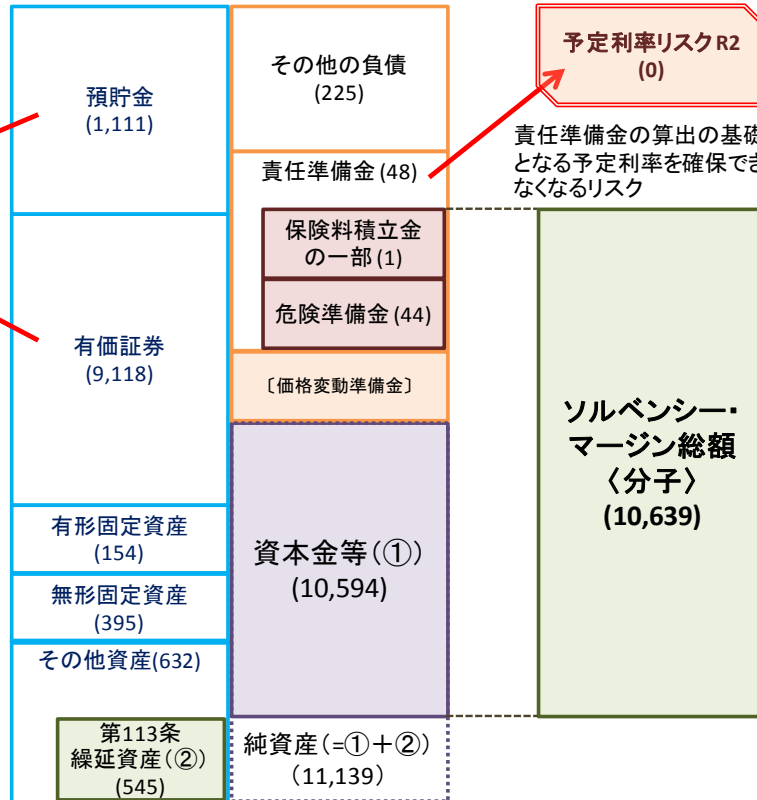 預貯金
(1,111)
有価証券
(9,118)
有形固定資産
(154)
無形固定資産
(395)
その他資産(632)
第113条
繰延資産(②)
(545)
その他の負債
(225)
責任準備金(48)
保険料積立金
の一部(1)
危険準備金(44)
〔価格変動準備金〕
資本金等(①)
(10,594)
純資産(=①+②)
(11,139)
予定利率リスクR2
(0)
責任準備金の算出の基礎
となる予定利率を確保でき
なくなるリスク
ソルベンシー・
マージン総額
〈分子〉
(10,639)